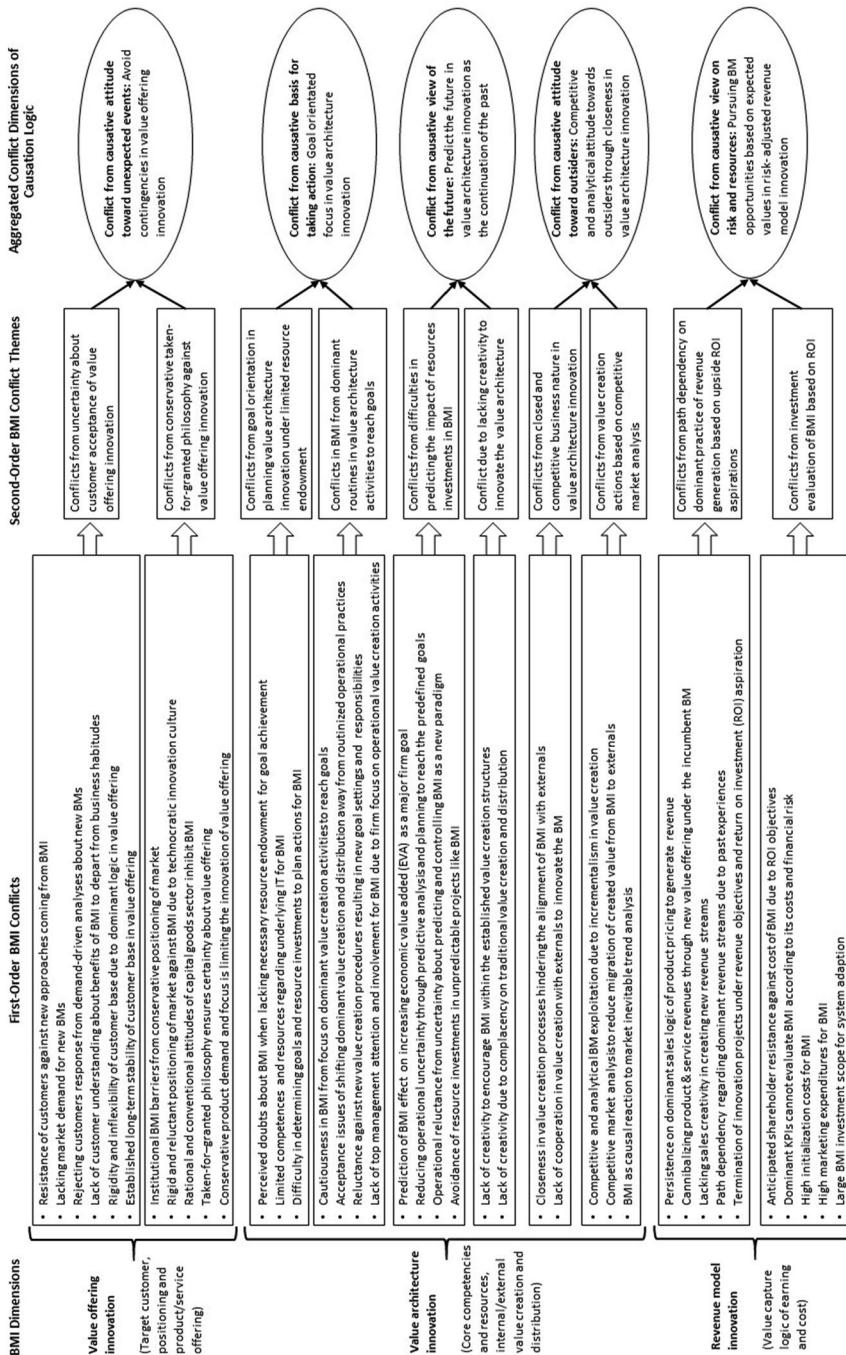 BMI Dimensions
First-Order BMI Conflicts
Second-Order BMI Conflict Themes
Aggregated Conflict Dimensions of
Causation Logic
Value offering
innovation
(Target customer,
positioning and
product/service
offering)
• Resistance of customers against new approaches coming from BMI
• Lacking market demand for new BMs
• Rejecting customers response from demand-driven analyses about new BMs
• Lack of customer understanding about benefits of BMI to depart from business habitudes
• Rigidity and inflexibility of customer base due to dominant logic in value offering
• Established long-term stability of customer base in value offering
Conflicts from uncertainty about
customer acceptance of value
offering innovation
• Institutional BMI barriers from conservative positioning of market
• Rigid and reluctant positioning of market against BMI due to technocratic innovation culture
• Rational and conventional attitudes of capital goods sector inhibit BMI
• Taken-for–granted philosophy ensures certainty about value offering
• Conservative product demand and focus is limiting the innovation of value offering
Conflicts from conservative taken-
for-granted philosophy against
value offering innovation
Conflict from causative attitude
toward unexpected events: Avoid
contingencies in value offering
innovation
Value architecture
innovation
(Core competencies
and resources,
internal/external
value creation and
distribution)
• Perceived doubts about BMI when lacking necessary resource endowment for goal achievement
• Limited competences and resources regarding underlying IT for BMI
• Difficulty in determining goals and resource investments to plan actions for BMI
Conflicts from goal orientation in
planning value architecture
innovation under limited resource
endowment
• Cautiousness in BMI from focus on dominant value creation activities to reach goals
• Acceptance issues of shifting dominant value creation and distribution away from routinized operational practices
• Reluctance against new value creation procedures resulting in new goal settings and responsibilities
• Lack of top management attention and involvement for BMI due to firm focus on operational value creation activities
Conflicts in BMI from dominant
routines in value architecture
activities to reach goals
Conflict from causative basis for
taking action: Goal orientated
focus in value architecture
innovation
• Prediction of BMI effect on increasing economic value added (EVA) as a major firm goal
• Reducing operational uncertainty through predictive analysis and planning to reach the predefined goals
• Operational reluctance from uncertainty about predicting and controlling BMI as a new paradigm
• Avoidance of resource investments in unpredictable projects like BMI
Conflicts from difficulties in
predicting the impact of resources
investments in BMI
• Lack of creativity to encourage BMI within the established value creation structures
• Lack of creativity due to complacency on traditional value creation and distribution
Conflict due to lacking creativity to
innovate the value architecture
Conflict from causative view of
the future: Predict the future in
value architecture innovation as
the continuation of the past
• Closeness in value creation processes hindering the alignment of BMI with externals
• Lack of cooperation in value creation with externals to innovate the BM
Conflicts from closed and
competitive business nature in
value architecture innovation
• Competitive and analytical BM exploitation due to incrementalism in value creation
• Competitive market analysis to reduce migration of created value from BMI to externals
• BMI as causal reaction to market inevitable trend analysis
Conflicts from value creation
actions based on competitive
market analysis
Conflict from causative attitude
toward outsiders: Competitive
and analytical attitude towards
outsiders through closeness in
value architecture innovation
Revenue model
innovation
(Value capture
logic of earning
and cost)
• Persistence on dominant sales logic of product pricing to generate revenue
• Cannibalizing product & service revenues through new value offering under the incumbent BM
• Lacking sales creativity in creating new revenue streams
• Path dependency regarding dominant revenue streams due to past experiences
• Termination of innovation projects under revenue objectives and return on investment (ROI) aspiration
Conflicts from path dependency on
dominant practice of revenue
generation based on upside ROI
aspirations
• Anticipated shareholder resistance against cost of BMI due to ROI objectives
• Dominant KPIs cannot evaluate BMI according to its costs and financial risk
• High initialization costs for BMI
• High marketing expenditures for BMI
• Large BMI investment scope for system adaption
Conflicts from investment
evaluation of BMI based on ROI
Conflict from causative view on
risk and resources: Pursuing BM
opportunities based on expected
values in risk- adjusted revenue
model innovation